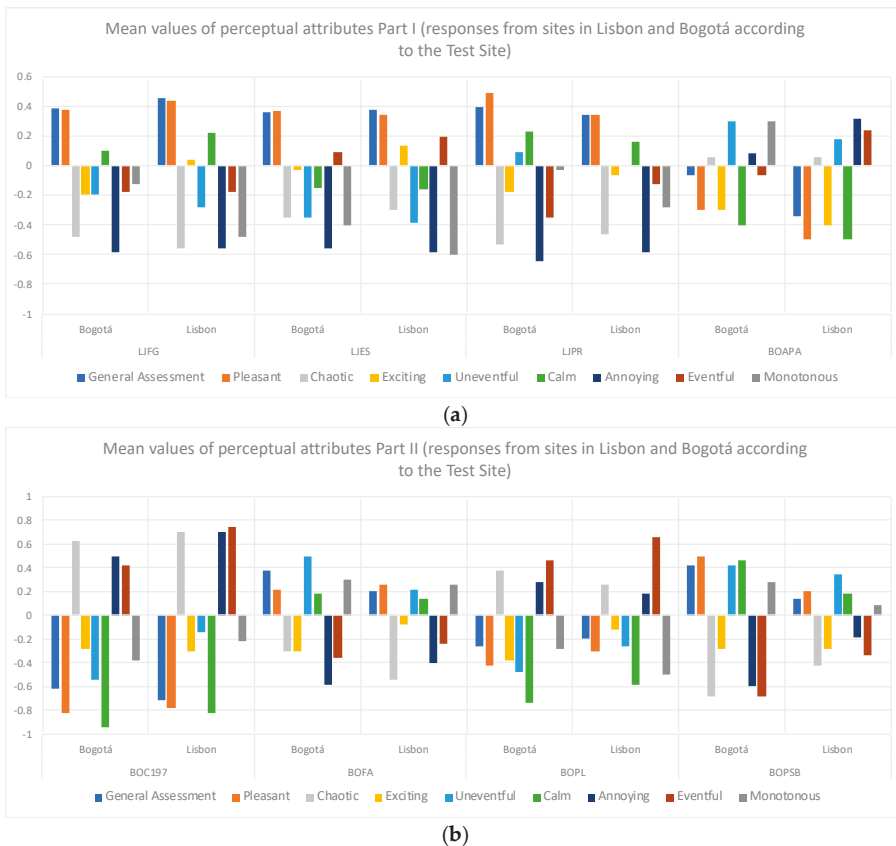 Mean values of perceptual attributes Part I (responses from sites in Lisbon and Bogotá according
to the Test Site)
0.6
0.4
0.2
0
-0.2
-0.4
-0.6
-0.8
-1
Bogotá Lisbon Bogotá Lisbon Bogotá Lisbon Bogotá Lisbon
LJFG LJES LJPR BOAPA
General Assessment Pleasant Chaotic Exciting Uneventful Calm Annoying Eventful Monotonous
(a)
Mean values of perceptual attributes Part II (responses from sites in Lisbon and Bogotá according
to the Test Site)
1
0.8
0.6
0.4
0.2
0
-0.2
-0.4
-0.6
-0.8
-1
Bogotá Lisbon Bogotá Lisbon Bogotá Lisbon Bogotá Lisbon
BOC197 BOFA BOPL BOPSB
General Assessment Pleasant Chaotic Exciting Uneventful Calm Annoying Eventful Monotonous
(b)